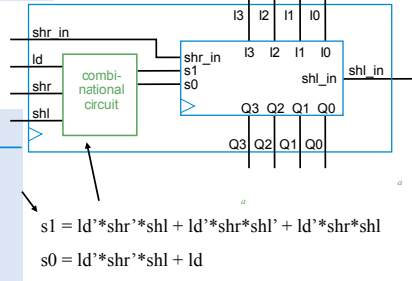 I3 I2 I1 I0
shr_in
ld
shr
shl
combi-
national
circuit
shr_in
s1
s0
I3 I2 I1 I0
shl_in
shl_in
Q3 Q2 Q1 Q0
Q3 Q2 Q1 Q0
a
a
s1 = ld’*shr’*shl + ld’*shr*shl’ + ld’*shr*shl
s0 = ld’*shr’*shl + ld